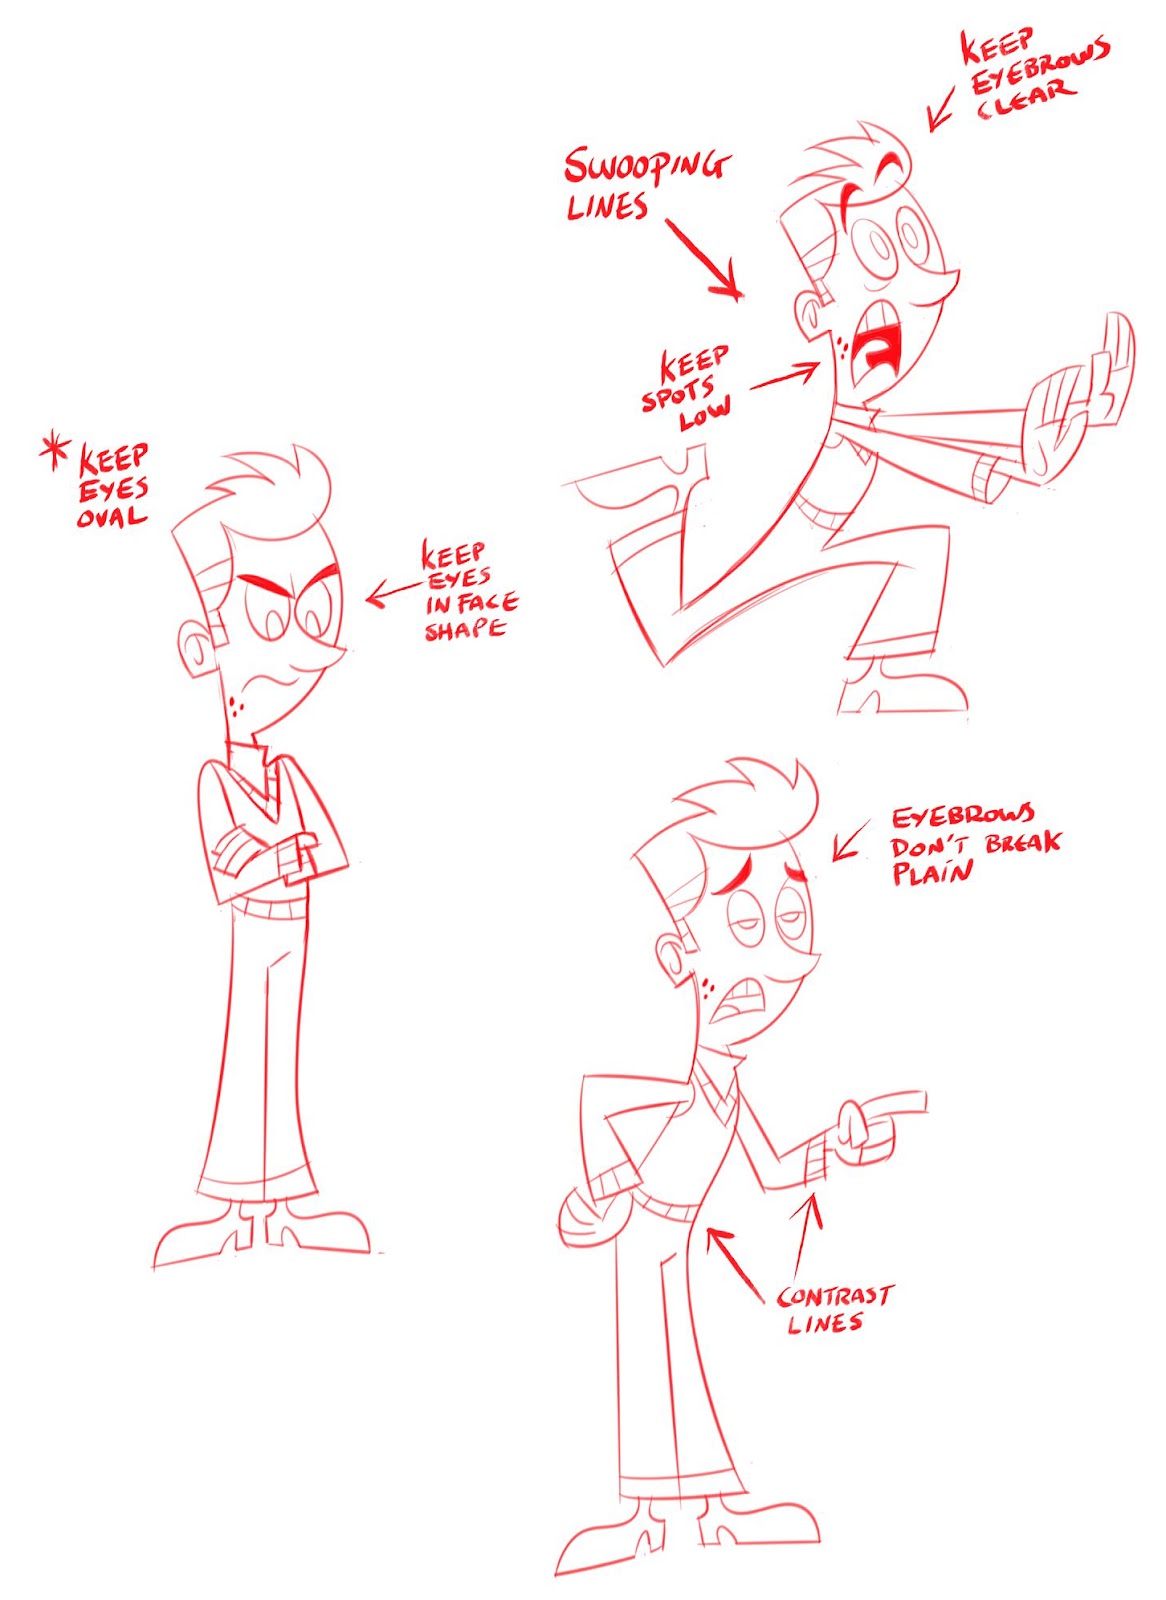 KEEP
EYEBROWS
CLEAR
SWOOPING
LINES
KEEP
SPOTS
LOW
* KEEP
EYES
OVAL
KEEP
EYES
IN FACE
SHAPE
EYEBROWS
DON'T BREAK
PLAIN
CONTRAST
LINES